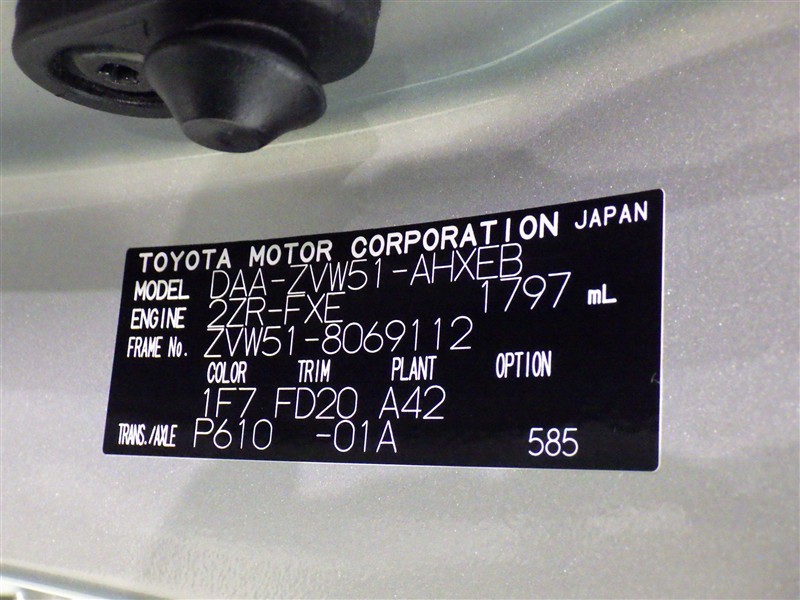 TOYOTA MOTOR CORPORATION JAPAN
MODEL DAA-ZVW51-AHXEB
ENGINE 2ZR-FXE 1797 mL
FRAME No. ZVW51-8069112
COLOR TRIM PLANT OPTION
1F7 FD20 A42
TRANS./AXLE P610 -01A 585